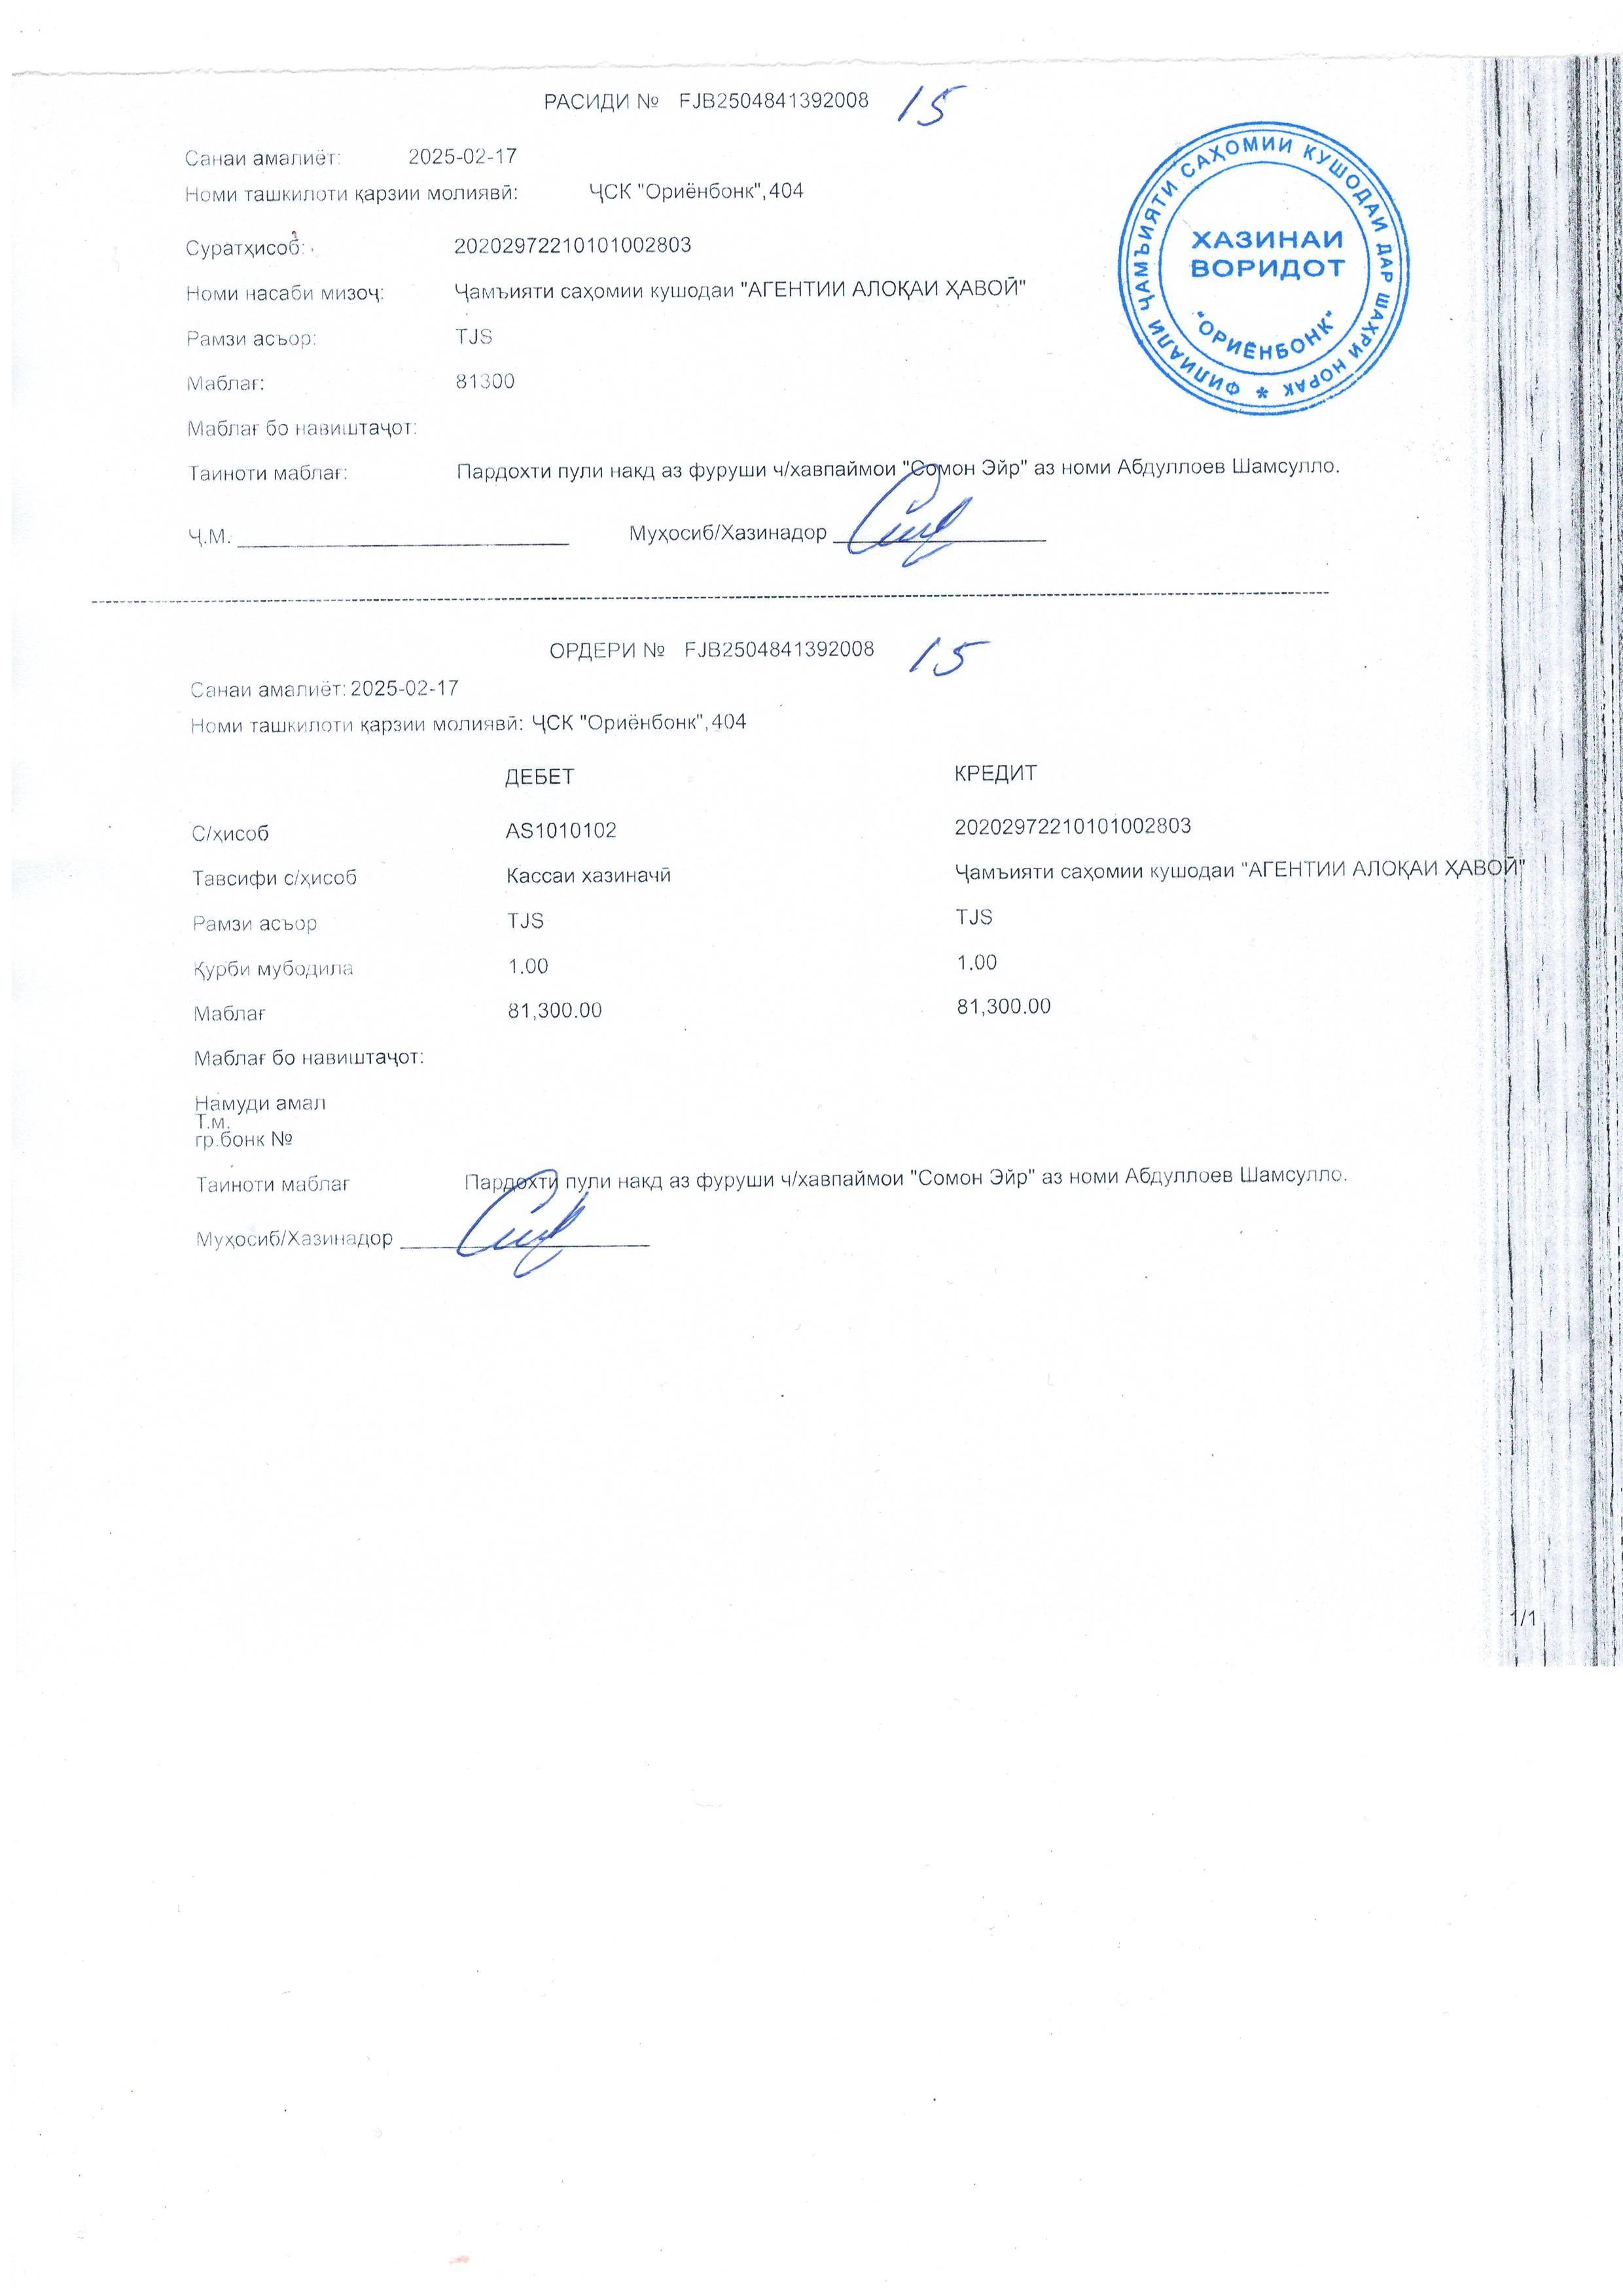 РАСИДИ № FJB2504841392008 15
Санаи амалиёт: 2025-02-17
Номи ташкилоти қарзии молиявӣ: ҶСК "Ориёнбонк",404
Суратҳисоб: 20202972210101002803
Номи насаби мизоҷ: Ҷамъияти саҳомии кушодаи "АГЕНТИИ АЛОҚАИ ҲАВОӢ"
Рамзи асъор: TJS
Маблағ: 81300
Маблағ бо навиштаҷот:
Таиноти маблағ: Пардохти пули накд аз фуруши ч/хавпаймои "Сомон Эйр" аз номи Абдуллоев Шамсулло.
Ҷ.М. Муҳосиб/Хазинадор
ФИЛИАЛИ ҶАМЪИЯТИ САҲОМИИ КУШОДАИ ДАР ШАҲРИ НОРАК *
ХАЗИНАИ
ВОРИДОТ
"ОРИЁНБОНК"
ОРДЕРИ № FJB2504841392008 15
Санаи амалиёт: 2025-02-17
Номи ташкилоти қарзии молиявӣ: ҶСК "Ориёнбонк",404
ДЕБЕТ КРЕДИТ
С/ҳисоб AS1010102 20202972210101002803
Тавсифи с/ҳисоб Кассаи хазиначӣ Ҷамъияти саҳомии кушодаи "АГЕНТИИ АЛОҚАИ ҲАВОӢ"
Рамзи асъор TJS TJS
Қурби мубодила 1.00 1.00
Маблағ 81,300.00 81,300.00
Маблағ бо навиштаҷот:
Намуди амал
Т.м.
гр.бонк №
Таиноти маблағ Пардохти пули накд аз фуруши ч/хавпаймои "Сомон Эйр" аз номи Абдуллоев Шамсулло.
Муҳосиб/Хазинадор
1/1